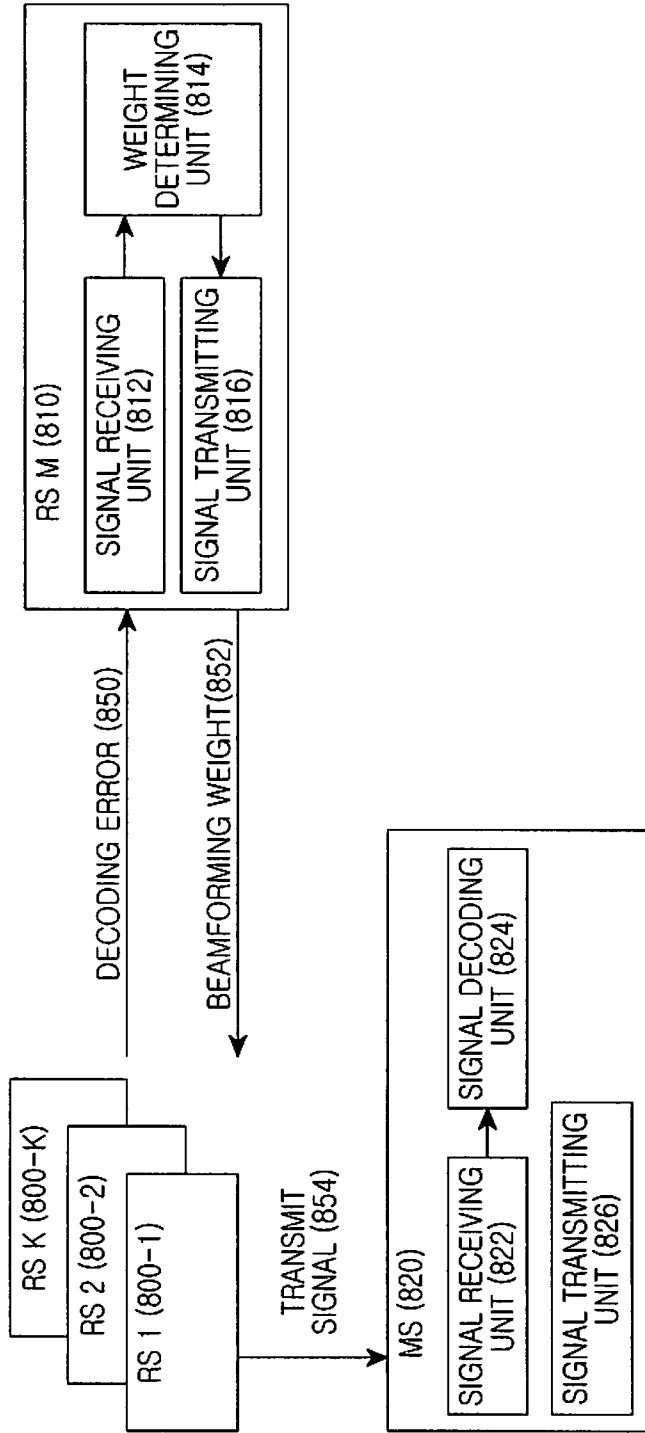 RS K (800-K)
RS 2 (800-2)
RS 1 (800-1)
DECODING ERROR (850)
BEAMFORMING WEIGHT(852)
RS M (810)
SIGNAL RECEIVING
UNIT (812)
WEIGHT
DETERMINING
UNIT (814)
SIGNAL TRANSMITTING
UNIT (816)
TRANSMIT
SIGNAL (854)
MS (820)
SIGNAL RECEIVING
UNIT (822)
SIGNAL DECODING
UNIT (824)
SIGNAL TRANSMITTING
UNIT (826)